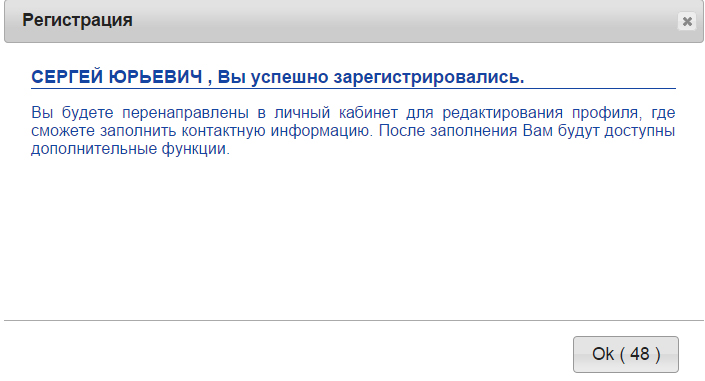 Регистрация
СЕРГЕЙ ЮРЬЕВИЧ , Вы успешно зарегистрировались.
Вы будете перенаправлены в личный кабинет для редактирования профиля, где
сможете заполнить контактную информацию. После заполнения Вам будут доступны
дополнительные функции.
Ok ( 48 )